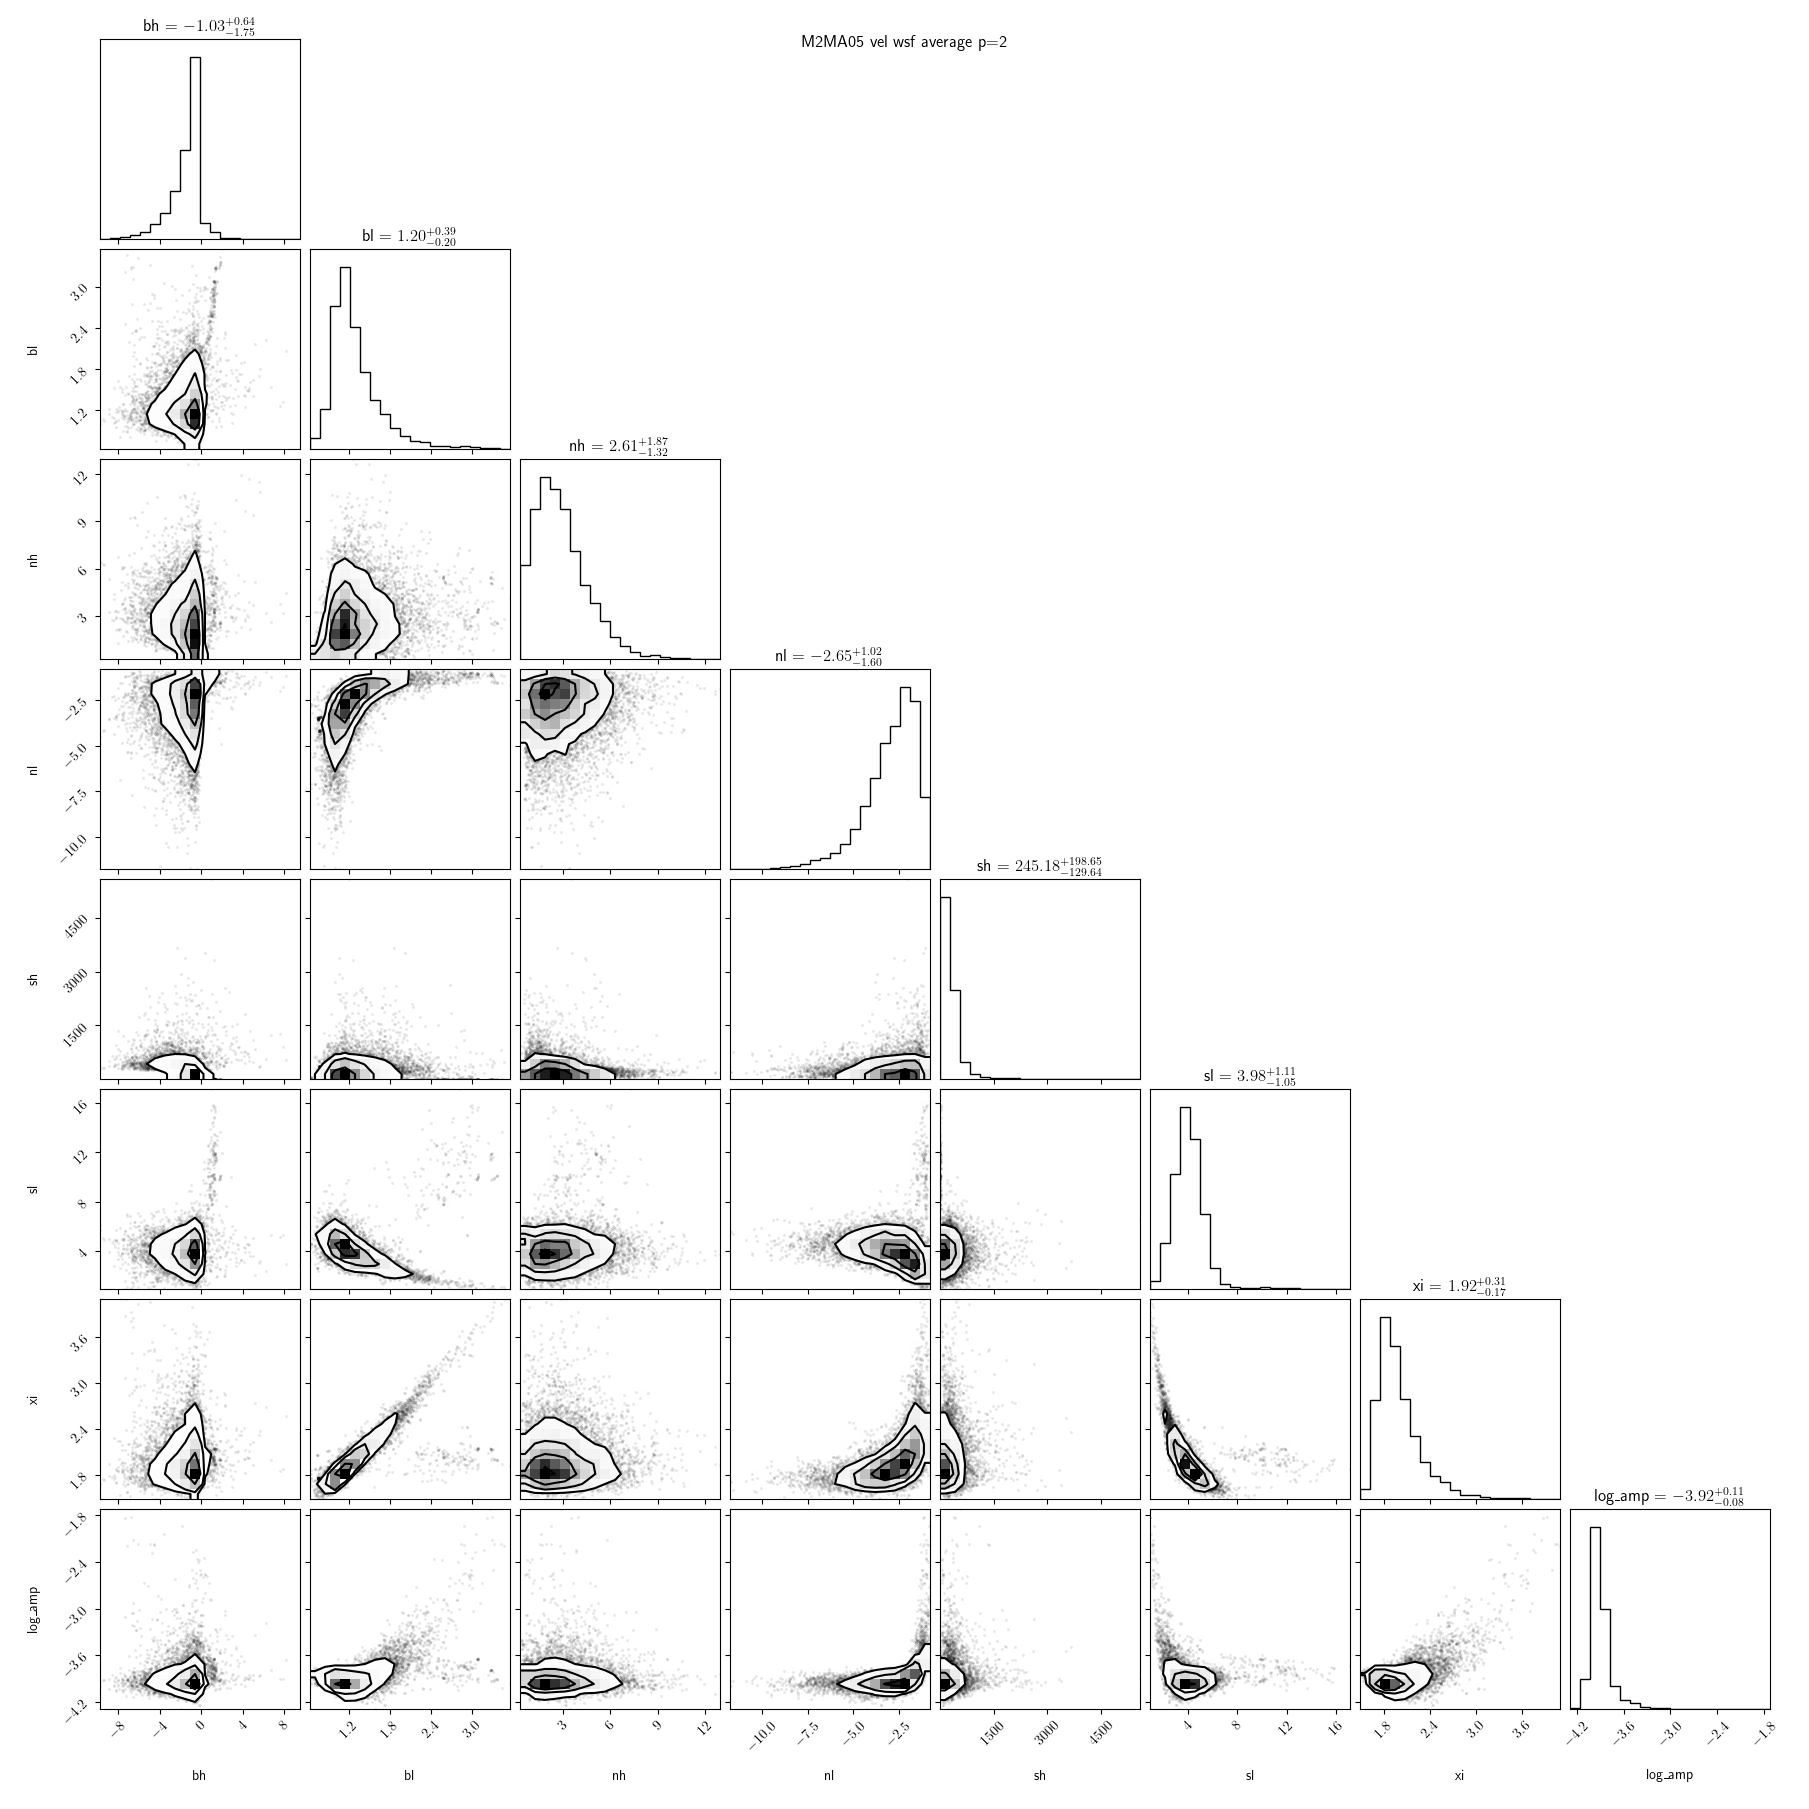 bh = −1.03+0.64−1.75
M2MA05 vel wsf average p=2
bl = 1.20+0.39−0.20
3.0
2.4
1.8
1.2
bl
nh = 2.61+1.87−1.32
12
9
6
3
nh
nl = −2.65+1.02−1.60
−2.5
−5.0
−7.5
−10.0
nl
sh = 245.18+198.65−129.64
4500
3000
1500
sh
sl = 3.98+1.11−1.05
16
12
8
4
sl
xi = 1.92+0.31−0.17
3.6
3.0
2.4
1.8
xi
log_amp = −3.92+0.11−0.08
−1.8
−2.4
−3.0
−3.6
−4.2
log_amp
−8 −4 0 4 8 1.2 1.8 2.4 3.0 3 6 9 12 −10.0 −7.5 −5.0 −2.5 1500 3000 4500 4 8 12 16 1.8 2.4 3.0 3.6 −4.2 −3.6 −3.0 −2.4 −1.8
bh bl nh nl sh sl xi log_amp